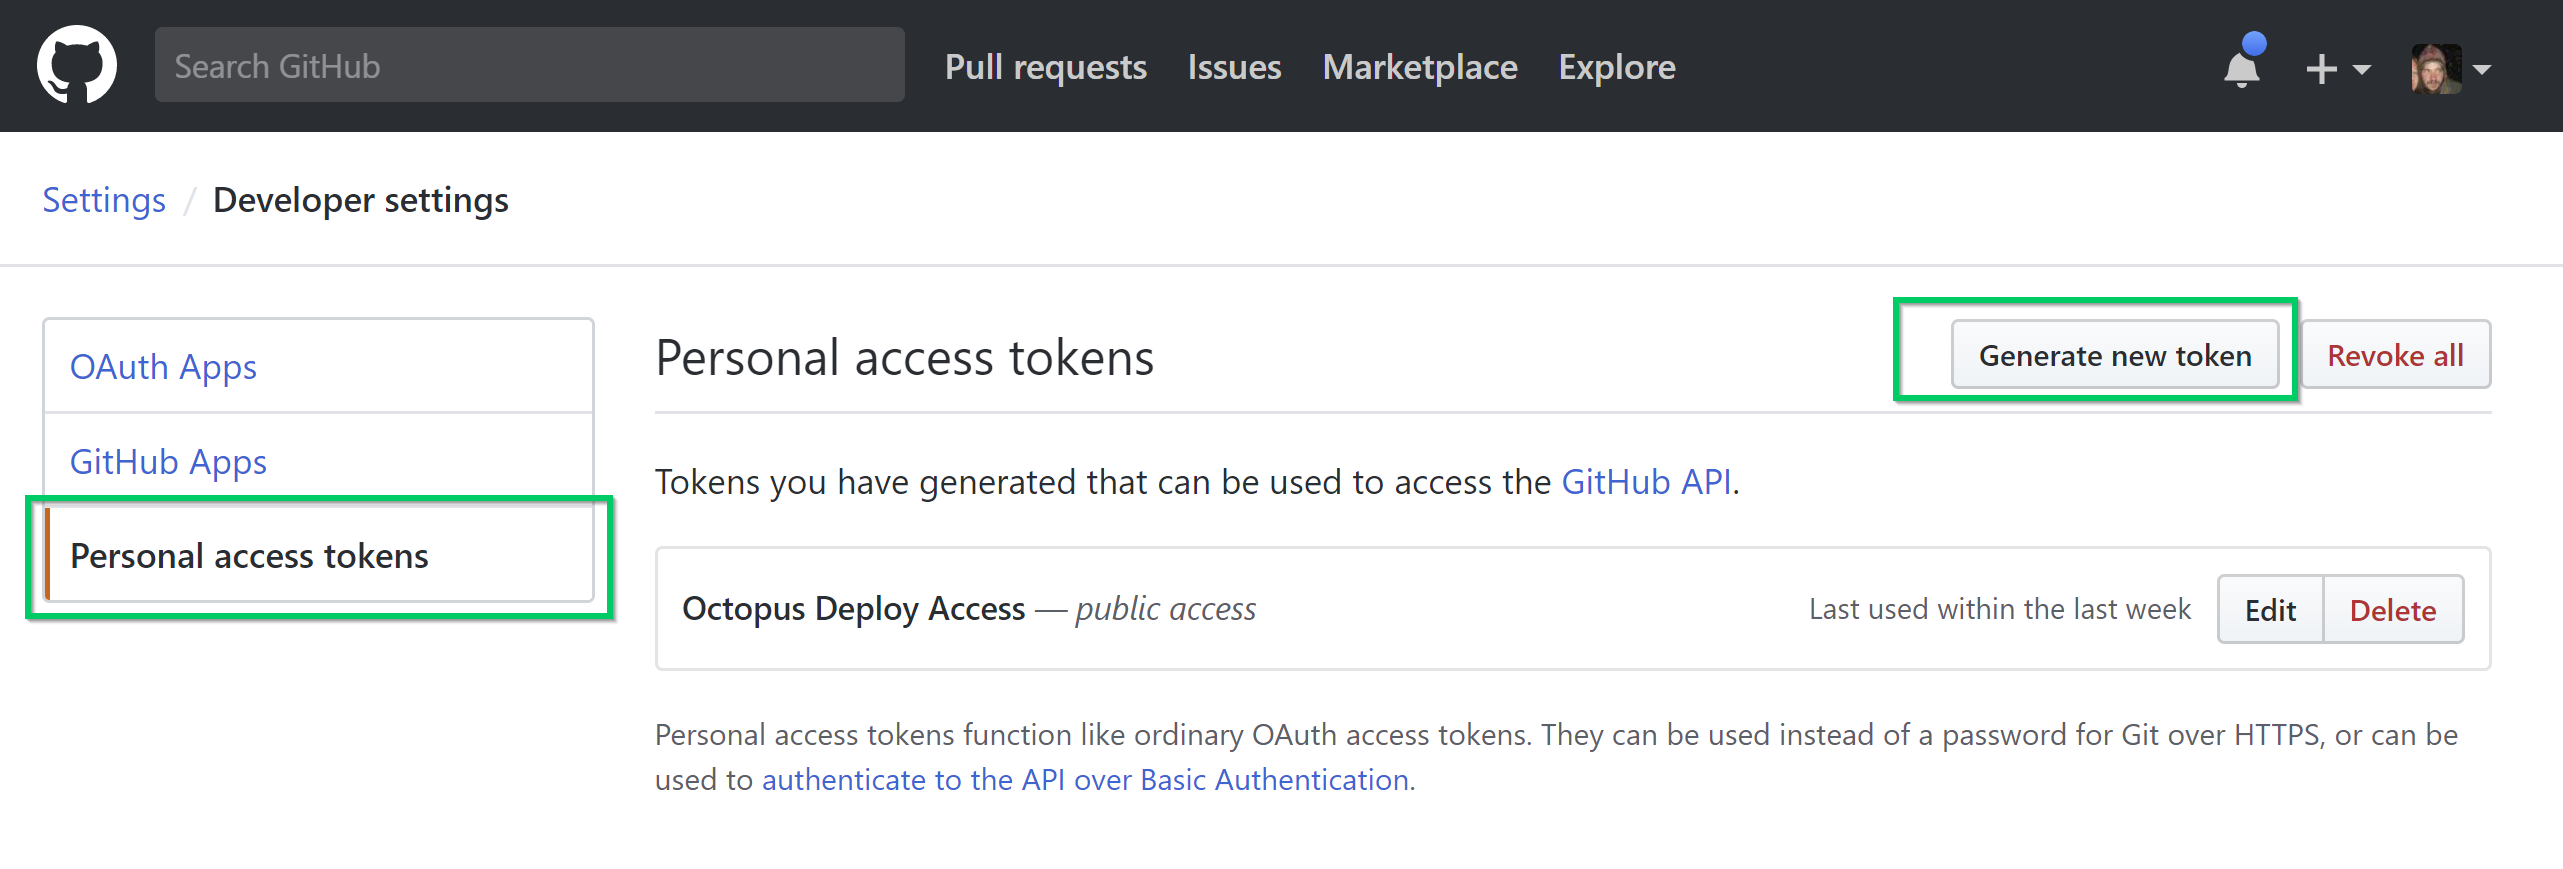 Search GitHub Pull requests Issues Marketplace Explore
Settings / Developer settings
OAuth Apps
GitHub Apps
Personal access tokens
Personal access tokens Generate new token Revoke all
Tokens you have generated that can be used to access the GitHub API.
Octopus Deploy Access — public access Last used within the last week Edit Delete
Personal access tokens function like ordinary OAuth access tokens. They can be used instead of a password for Git over HTTPS, or can be
used to authenticate to the API over Basic Authentication.